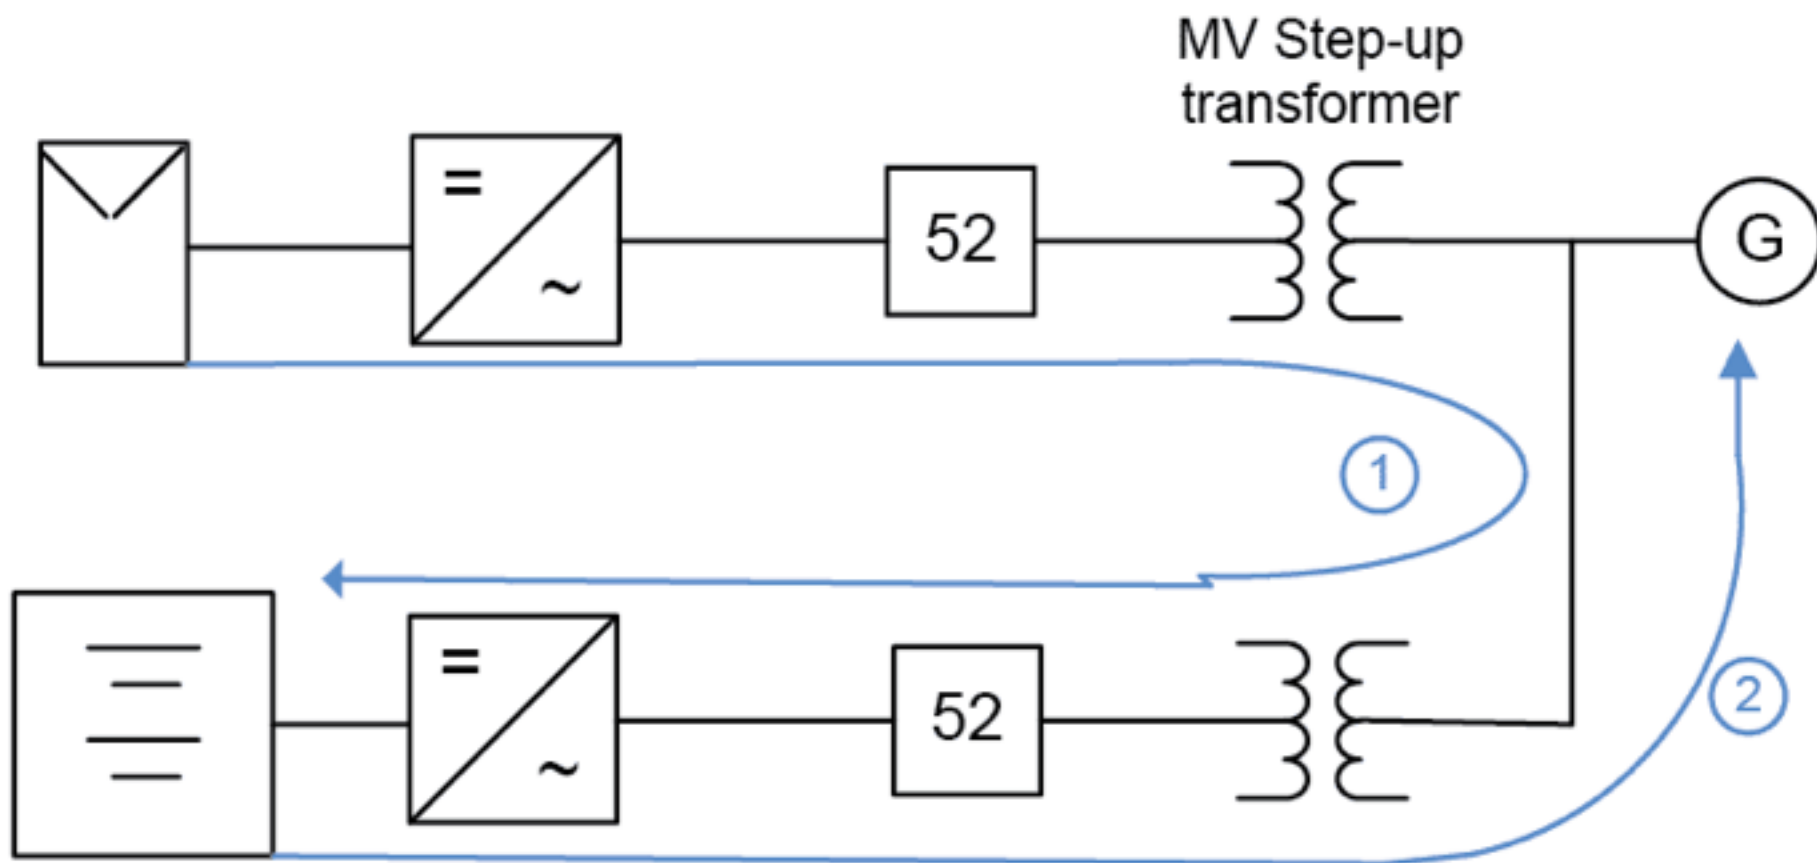 MV Step-up
transformer
=
~
52
G
1
=
~
52
2